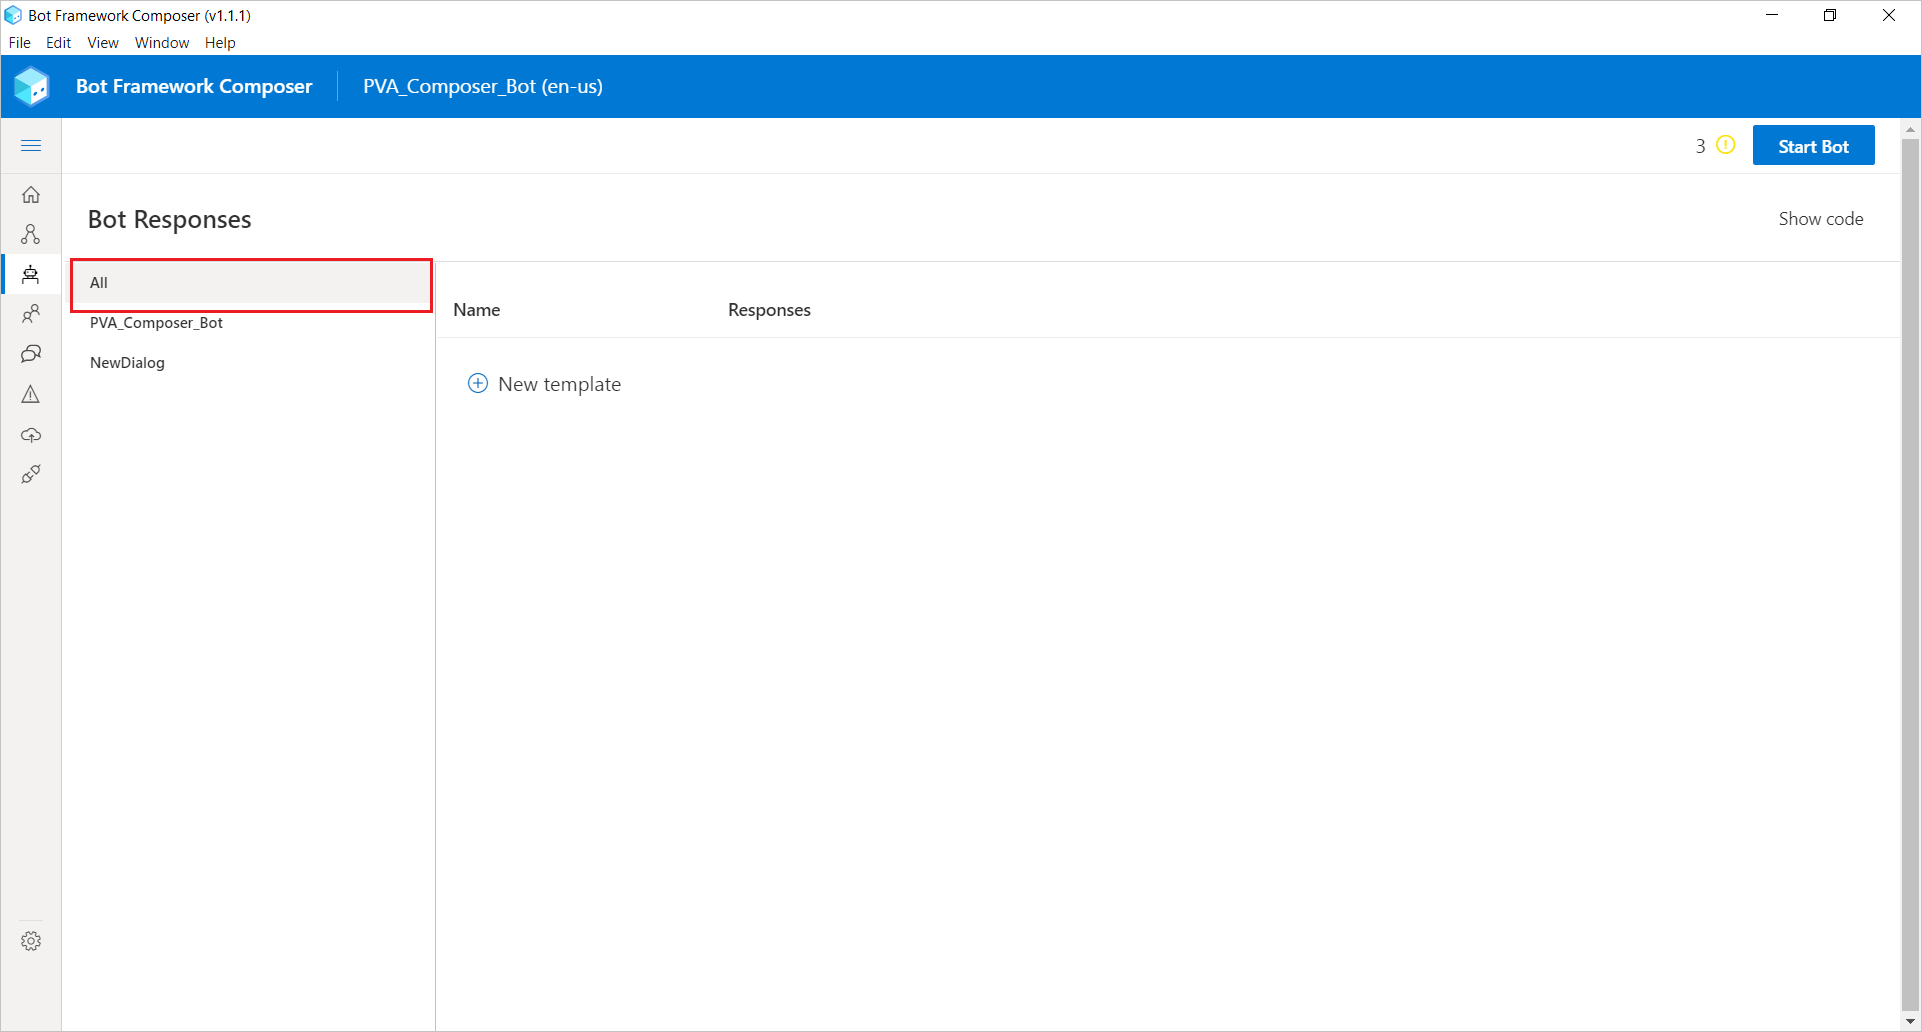 Bot Framework Composer (v1.1.1)
File Edit View Window Help
Bot Framework Composer PVA_Composer_Bot (en-us)
3 Start Bot
Bot Responses
Show code
All
PVA_Composer_Bot
NewDialog
Name Responses
New template